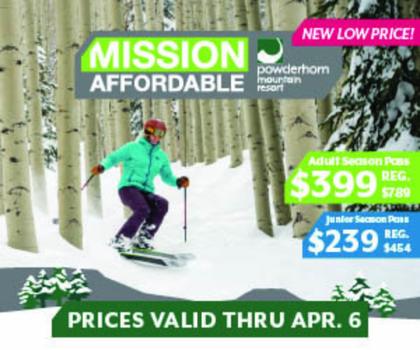 NEW LOW PRICE!
MISSION
AFFORDABLE
powderhorn
mountain
resort
Adult Season Pass
$399 REG.
$789
Junior Season Pass
$239 REG.
$454
PRICES VALID THRU APR. 6